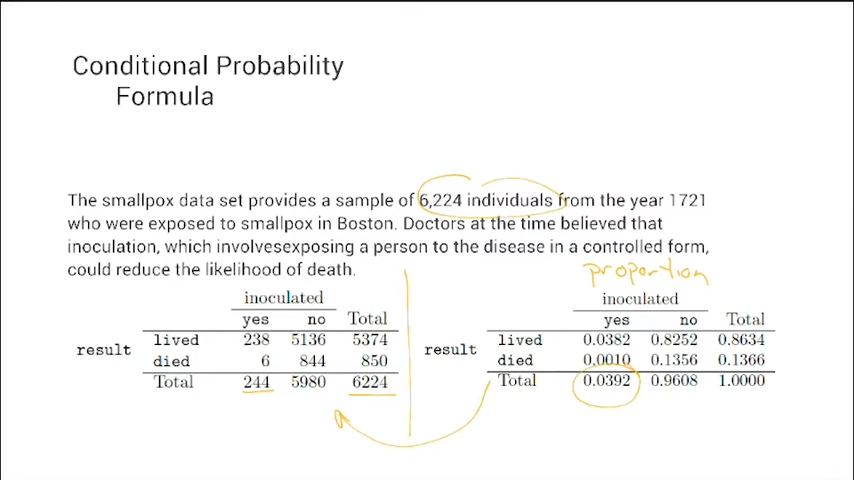 Conditional Probability
Formula
The smallpox data set provides a sample of 6,224 individuals from the year 1721
who were exposed to smallpox in Boston. Doctors at the time believed that
inoculation, which involvesexposing a person to the disease in a controlled form,
could reduce the likelihood of death.
proportion
inoculated
yes no Total
result
lived 238 5136 5374
died 6 844 850
Total 244 5980 6224
inoculated
yes no Total
result
lived 0.0382 0.8252 0.8634
died 0.0010 0.1356 0.1366
Total 0.0392 0.9608 1.0000